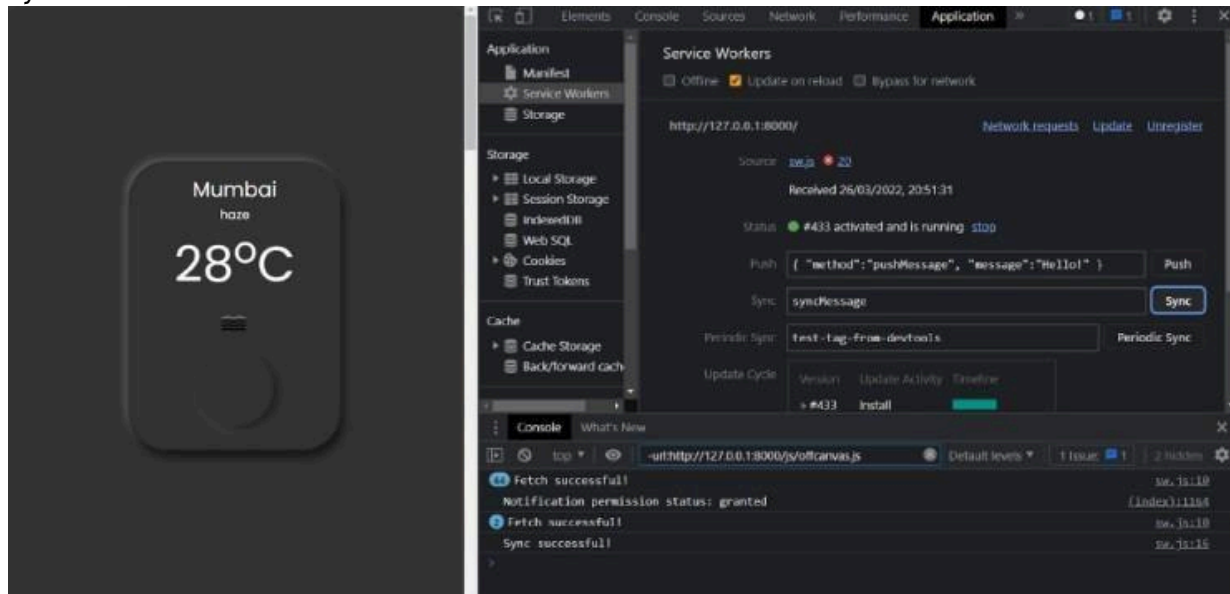 Mumbai
haze
28°C
Elements Console Sources Network Performance Application » 1 1
Application
Manifest
Service Workers
Storage
Storage
Local Storage
Session Storage
IndexedDB
Web SQL
Cookies
Trust Tokens
Cache
Cache Storage
Back/forward cach
Service Workers
Offline Update on reload Bypass for network
http://127.0.0.1:8000/ Network requests Update Unregister
Source sw.js 20
Received 26/03/2022, 20:51:31
Status #433 activated and is running stop
Push { "method":"pushMessage", "message":"Hello!" } Push
Sync syncMessage Sync
Periodic Sync test-tag-from-devtools Periodic Sync
Update Cycle Version Update Activity Timeline
#433 Install
Console What's New
top -url:http://127.0.0.1:8000/js/offcanvas.js Default levels 1 Issue: 1 2 hidden
Fetch successful! sw.js:10
Notification permission status: granted (index):1164
2 Fetch successful! sw.js:10
Sync successful! sw.js:16